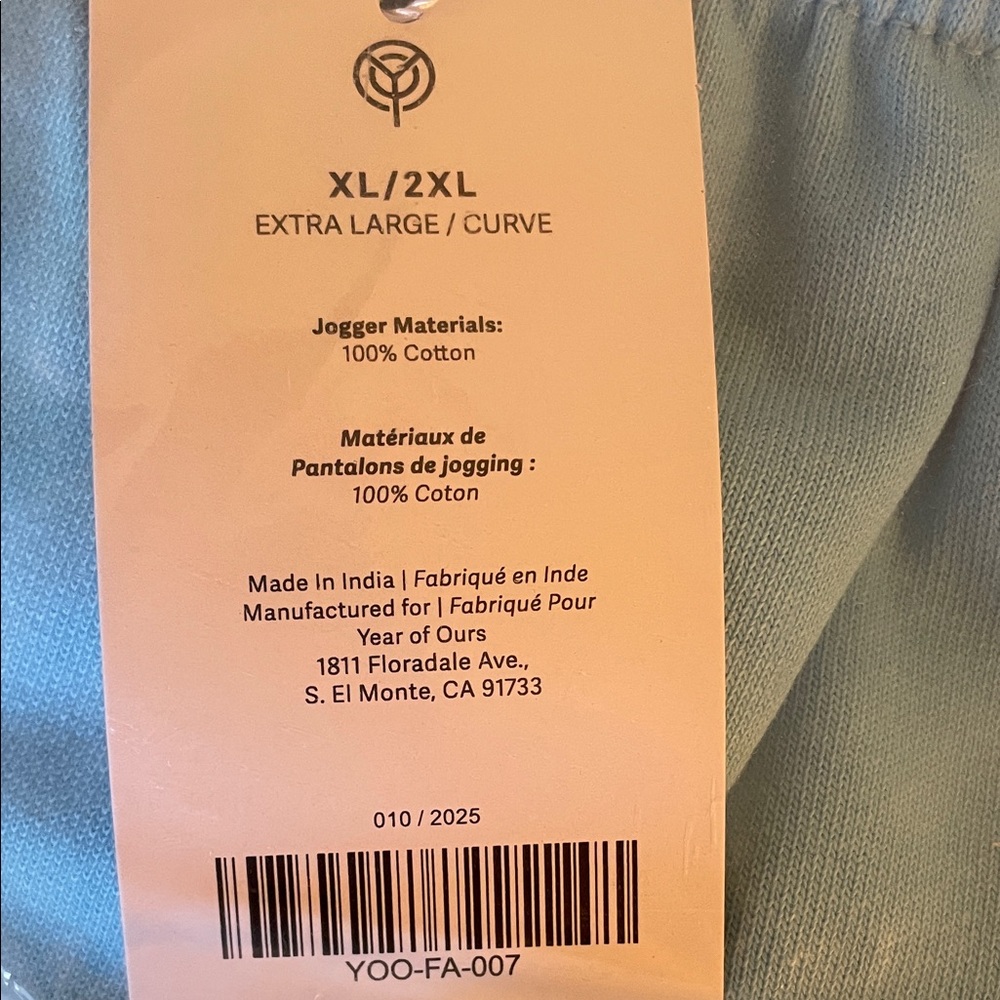 XL/2XL
EXTRA LARGE / CURVE
Jogger Materials:
100% Cotton
Matériaux de
Pantalons de jogging :
100% Coton
Made In India | Fabriqué en Inde
Manufactured for | Fabriqué Pour
Year of Ours
1811 Floradale Ave.,
S. El Monte, CA 91733
010 / 2025
YOO-FA-007